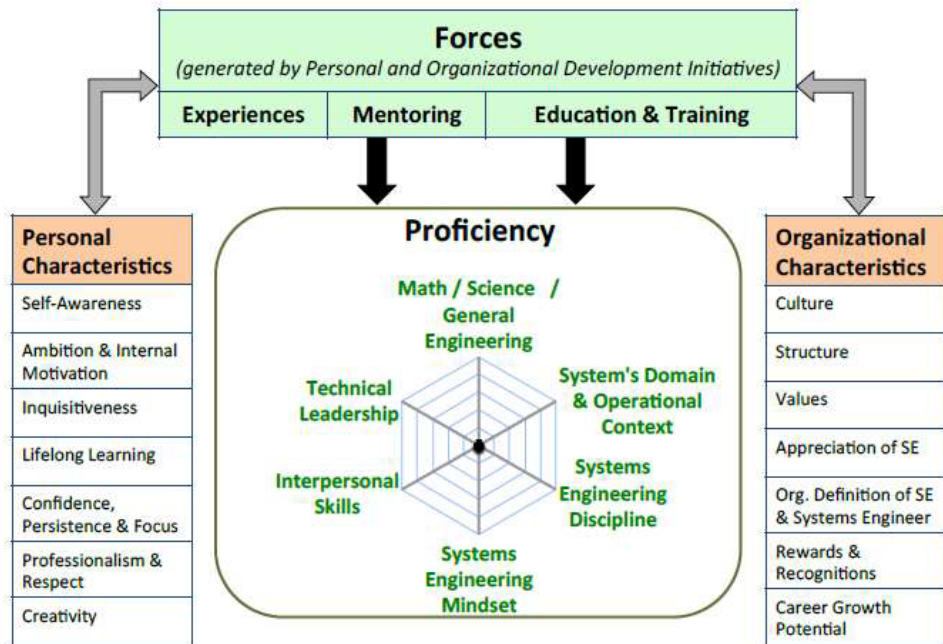 Forces
(generated by Personal and Organizational Development Initiatives)
Experiences
Mentoring
Education & Training
Personal
Characteristics
Self-Awareness
Ambition & Internal
Motivation
Inquisitiveness
Lifelong Learning
Confidence,
Persistence & Focus
Professionalism &
Respect
Creativity
Proficiency
Math / Science /
General
Engineering
Technical
Leadership
System's Domain
& Operational
Context
Interpersonal
Skills
Systems
Engineering
Discipline
Systems
Engineering
Mindset
Organizational
Characteristics
Culture
Structure
Values
Appreciation of SE
Org. Definition of SE
& Systems Engineer
Rewards &
Recognitions
Career Growth
Potential